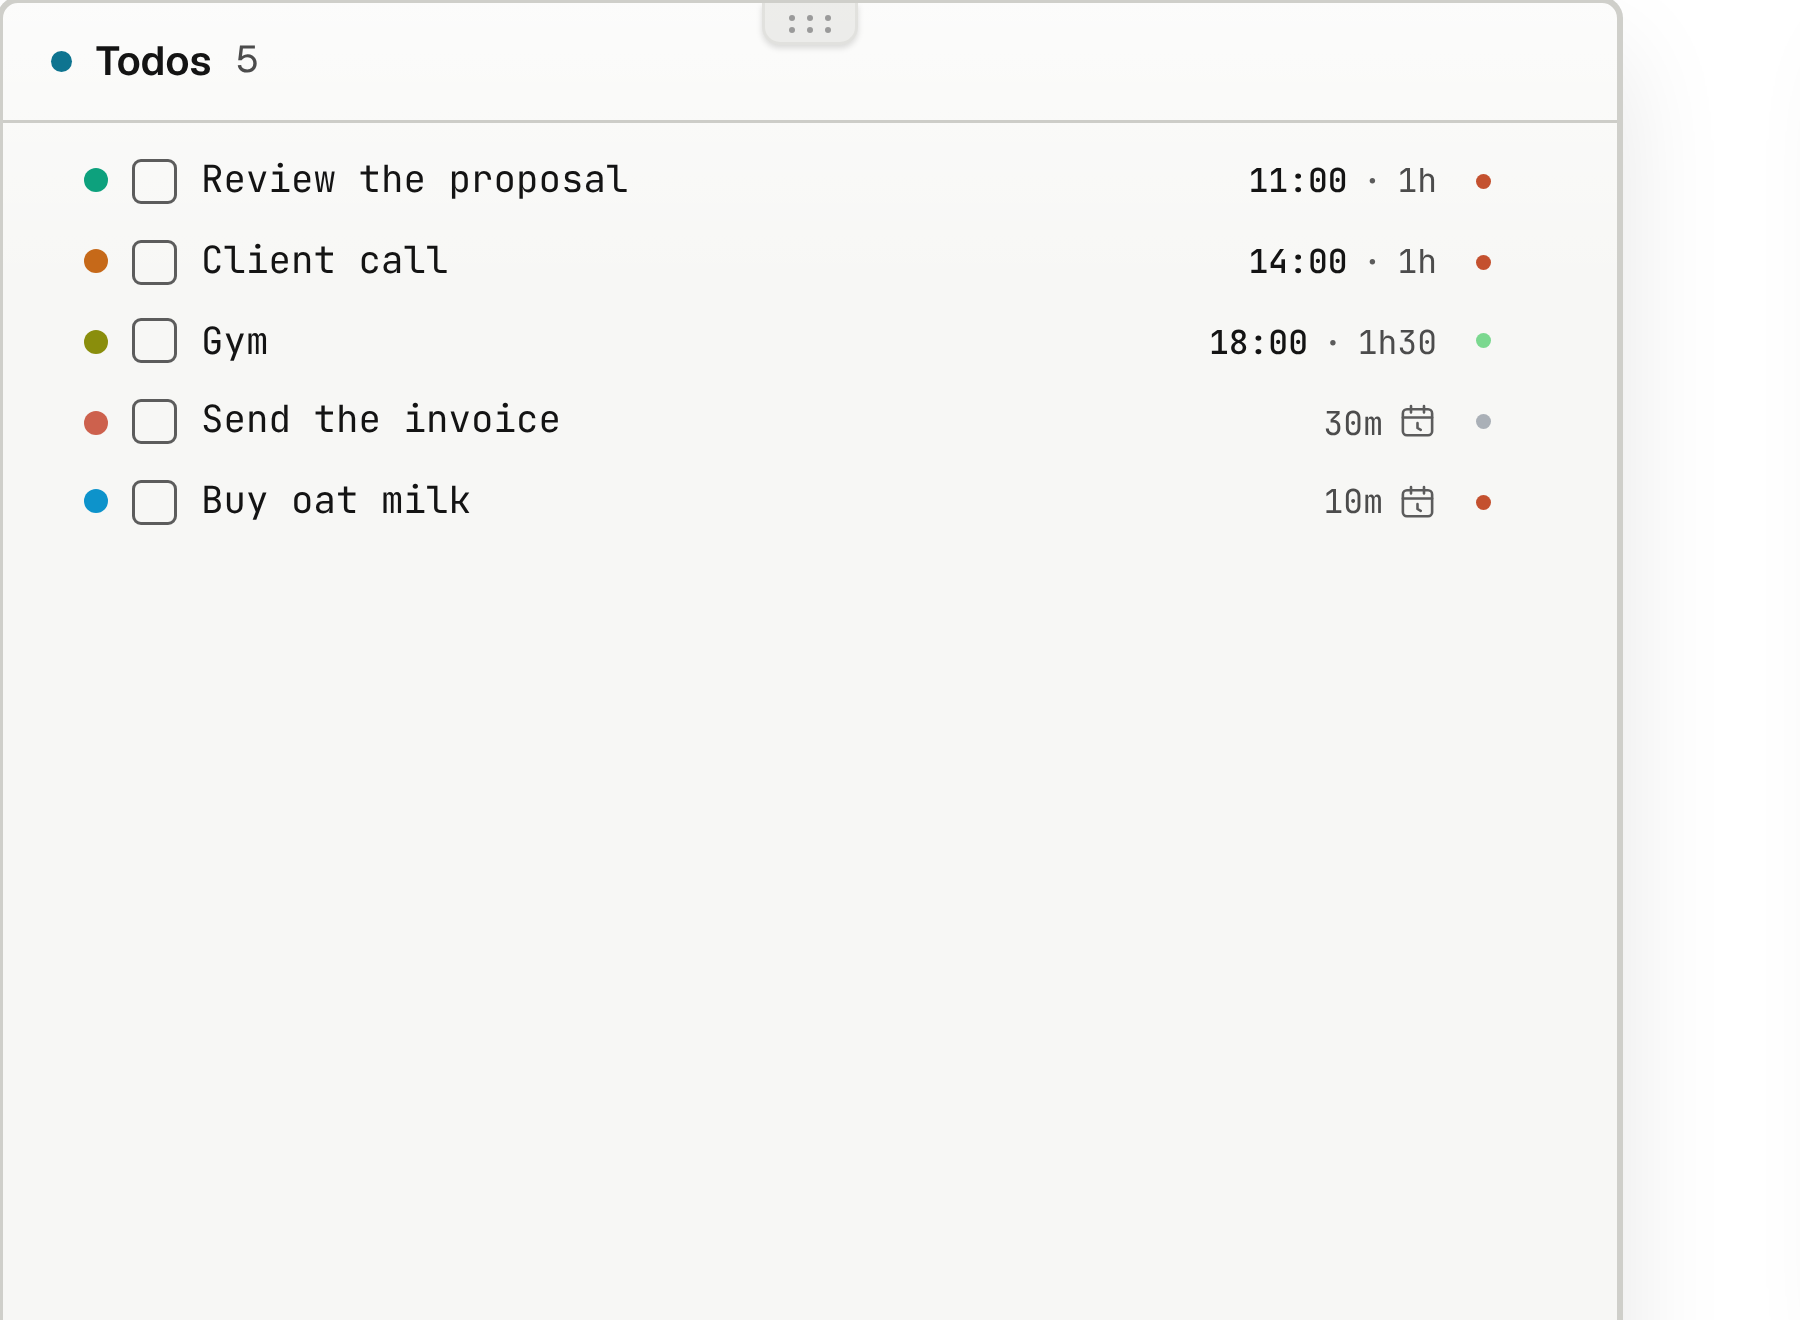 Todos 5
Review the proposal 11:00 · 1h
Client call 14:00 · 1h
Gym 18:00 · 1h30
Send the invoice 30m
Buy oat milk 10m